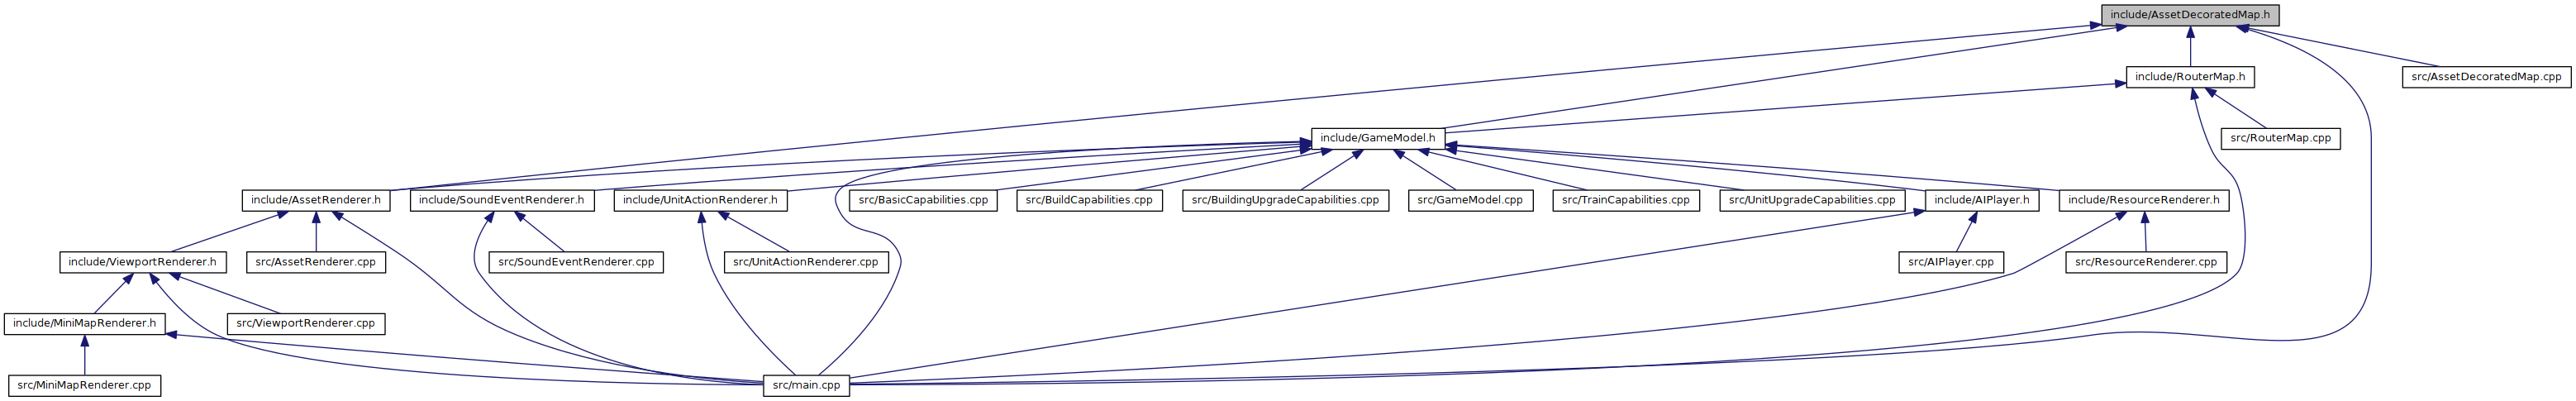 include/AssetDecoratedMap.h
include/RouterMap.h
src/AssetDecoratedMap.cpp
include/GameModel.h
src/RouterMap.cpp
include/AssetRenderer.h
include/SoundEventRenderer.h
include/UnitActionRenderer.h
src/BasicCapabilities.cpp
src/BuildCapabilities.cpp
src/BuildingUpgradeCapabilities.cpp
src/GameModel.cpp
src/TrainCapabilities.cpp
src/UnitUpgradeCapabilities.cpp
include/AIPlayer.h
include/ResourceRenderer.h
include/ViewportRenderer.h
src/AssetRenderer.cpp
src/SoundEventRenderer.cpp
src/UnitActionRenderer.cpp
src/AIPlayer.cpp
src/ResourceRenderer.cpp
include/MiniMapRenderer.h
src/ViewportRenderer.cpp
src/MiniMapRenderer.cpp
src/main.cpp